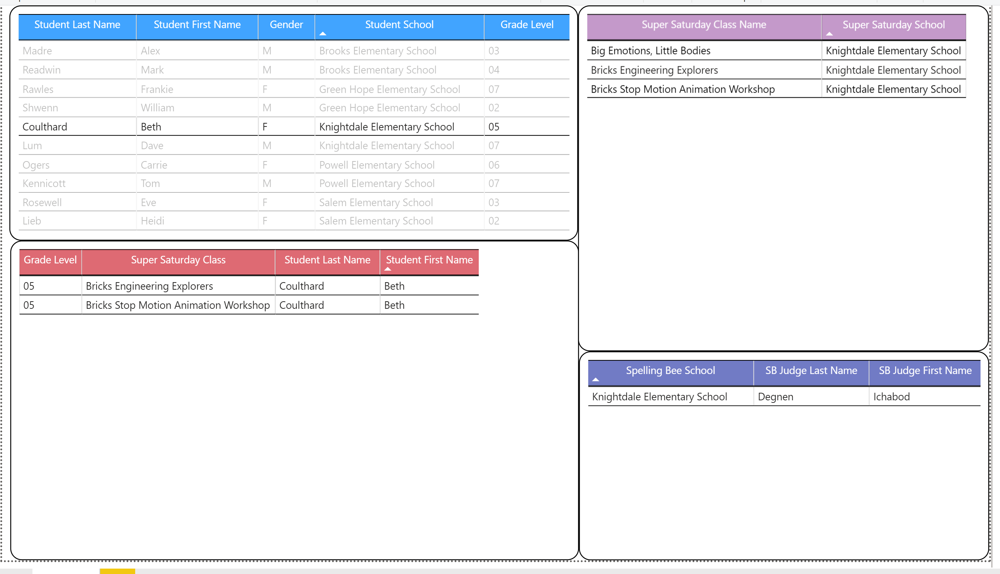 Student Last Name Student First Name Gender Student School Grade Level
Madre Alex M Brooks Elementary School 03
Readwin Mark M Brooks Elementary School 04
Rawles Frankie F Green Hope Elementary School 07
Shwenn William M Green Hope Elementary School 02
Coulthard Beth F Knightdale Elementary School 05
Lum Dave M Knightdale Elementary School 07
Ogers Carrie F Powell Elementary School 06
Kennicott Tom M Powell Elementary School 07
Rosewell Eve F Salem Elementary School 03
Lieb Heidi F Salem Elementary School 02
Super Saturday Class Name Super Saturday School
Big Emotions, Little Bodies Knightdale Elementary School
Bricks Engineering Explorers Knightdale Elementary School
Bricks Stop Motion Animation Workshop Knightdale Elementary School
Grade Level Super Saturday Class Student Last Name Student First Name
05 Bricks Engineering Explorers Coulthard Beth
05 Bricks Stop Motion Animation Workshop Coulthard Beth
Spelling Bee School SB Judge Last Name SB Judge First Name
Knightdale Elementary School Degnen Ichabod